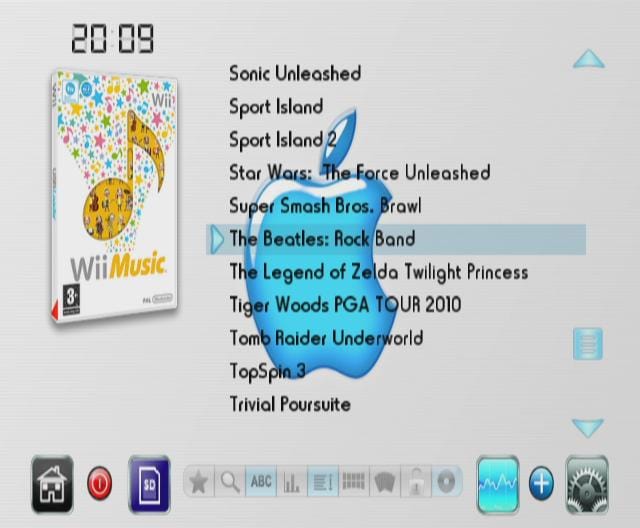 20:09
Wii
Wii Music
3+
PAL
Sonic Unleashed
Sport Island
Sport Island 2
Star Wars: The Force Unleashed
Super Smash Bros. Brawl
The Beatles: Rock Band
The Legend of Zelda Twilight Princess
Tiger Woods PGA TOUR 2010
Tomb Raider Underworld
TopSpin 3
Trivial Poursuite
SD
ABC